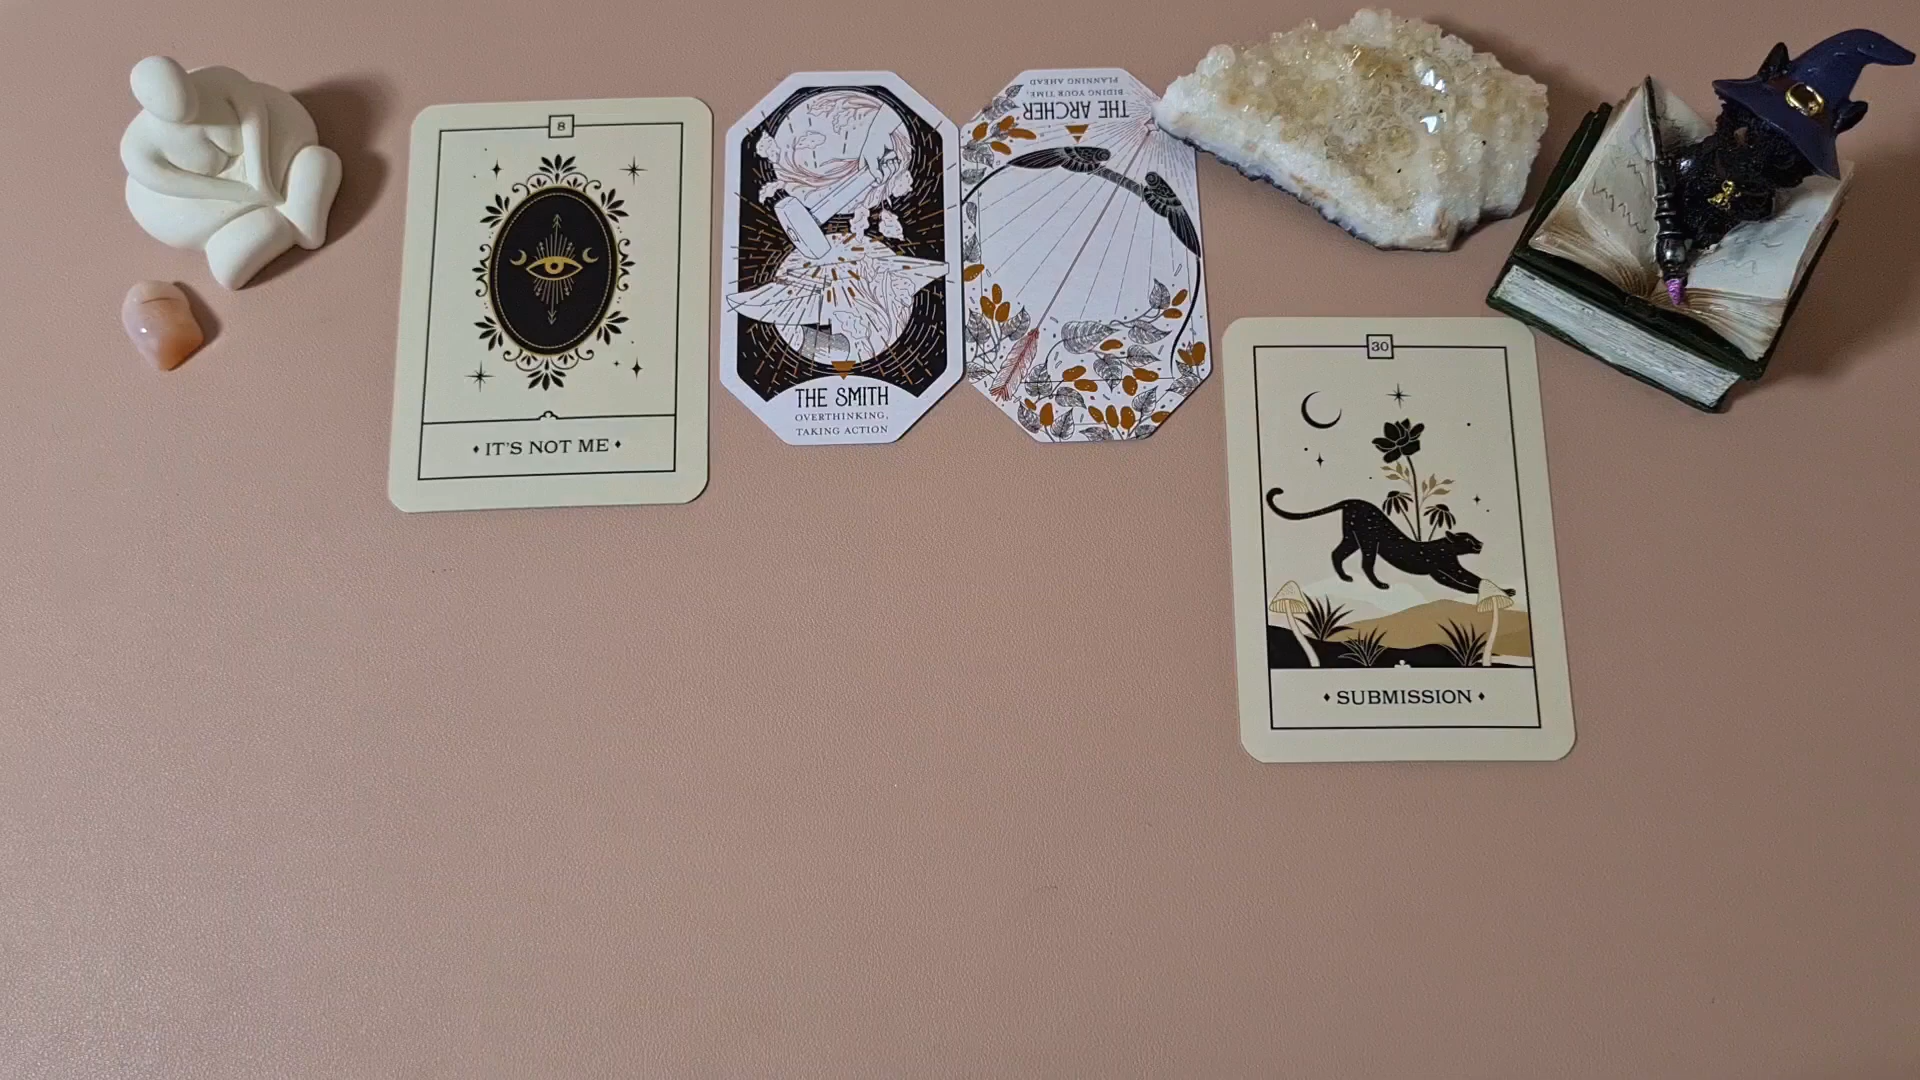 8
IT'S NOT ME
THE SMITH
OVERTHINKING,
TAKING ACTION
THE ARCHER
BIDING YOUR TIME,
PLANNING AHEAD
30
SUBMISSION